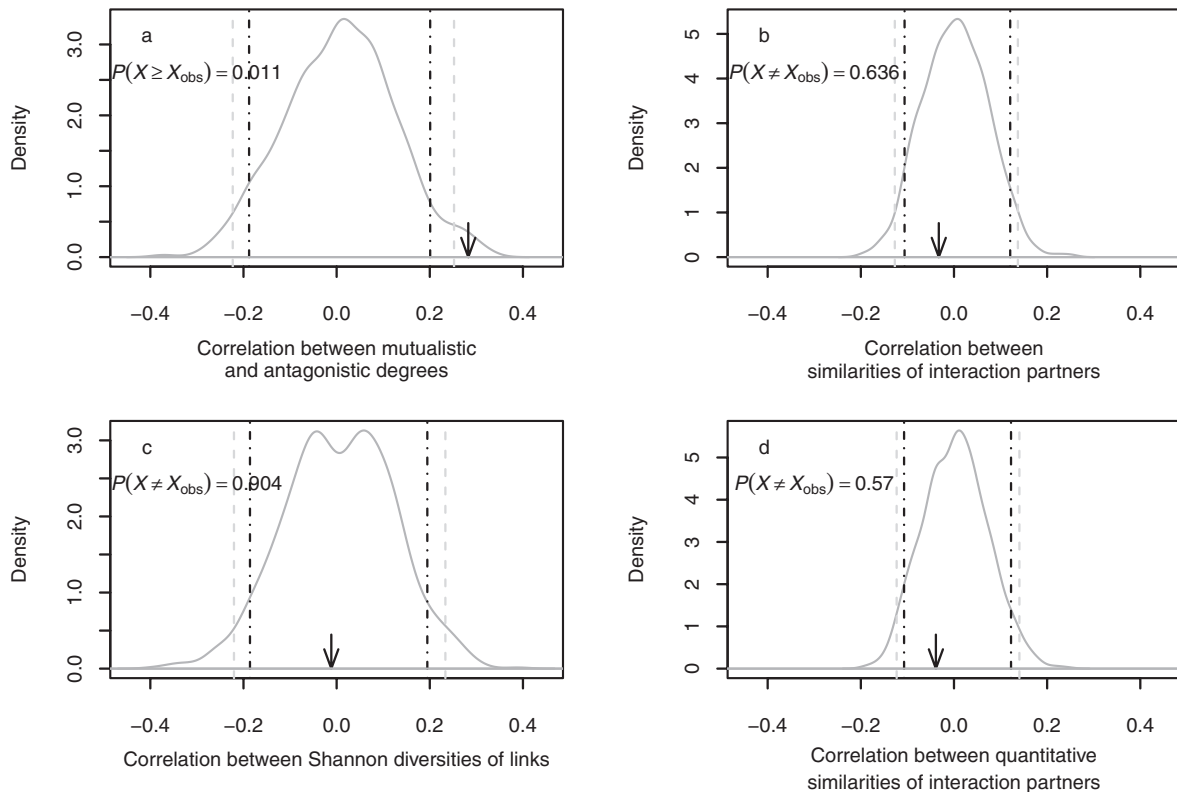 a
P(X ≥ X_obs) = 0.011
Density
0.0
1.0
2.0
3.0
−0.4
−0.2
0.0
0.2
0.4
Correlation between mutualistic
and antagonistic degrees
b
P(X ≠ X_obs) = 0.636
Density
0
1
2
3
4
5
−0.4
−0.2
0.0
0.2
0.4
Correlation between
similarities of interaction partners
c
P(X ≠ X_obs) = 0.904
Density
0.0
1.0
2.0
3.0
−0.4
−0.2
0.0
0.2
0.4
Correlation between Shannon diversities of links
d
P(X ≠ X_obs) = 0.57
Density
0
1
2
3
4
5
−0.4
−0.2
0.0
0.2
0.4
Correlation between quantitative
similarities of interaction partners